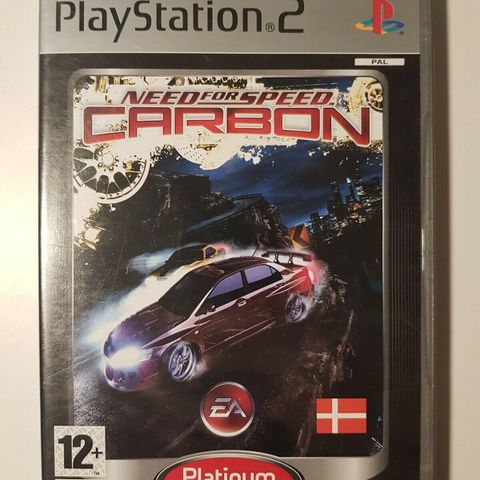 PlayStation®2
PAL
NEED FOR SPEED
CARBON
EA
12+
Platinum